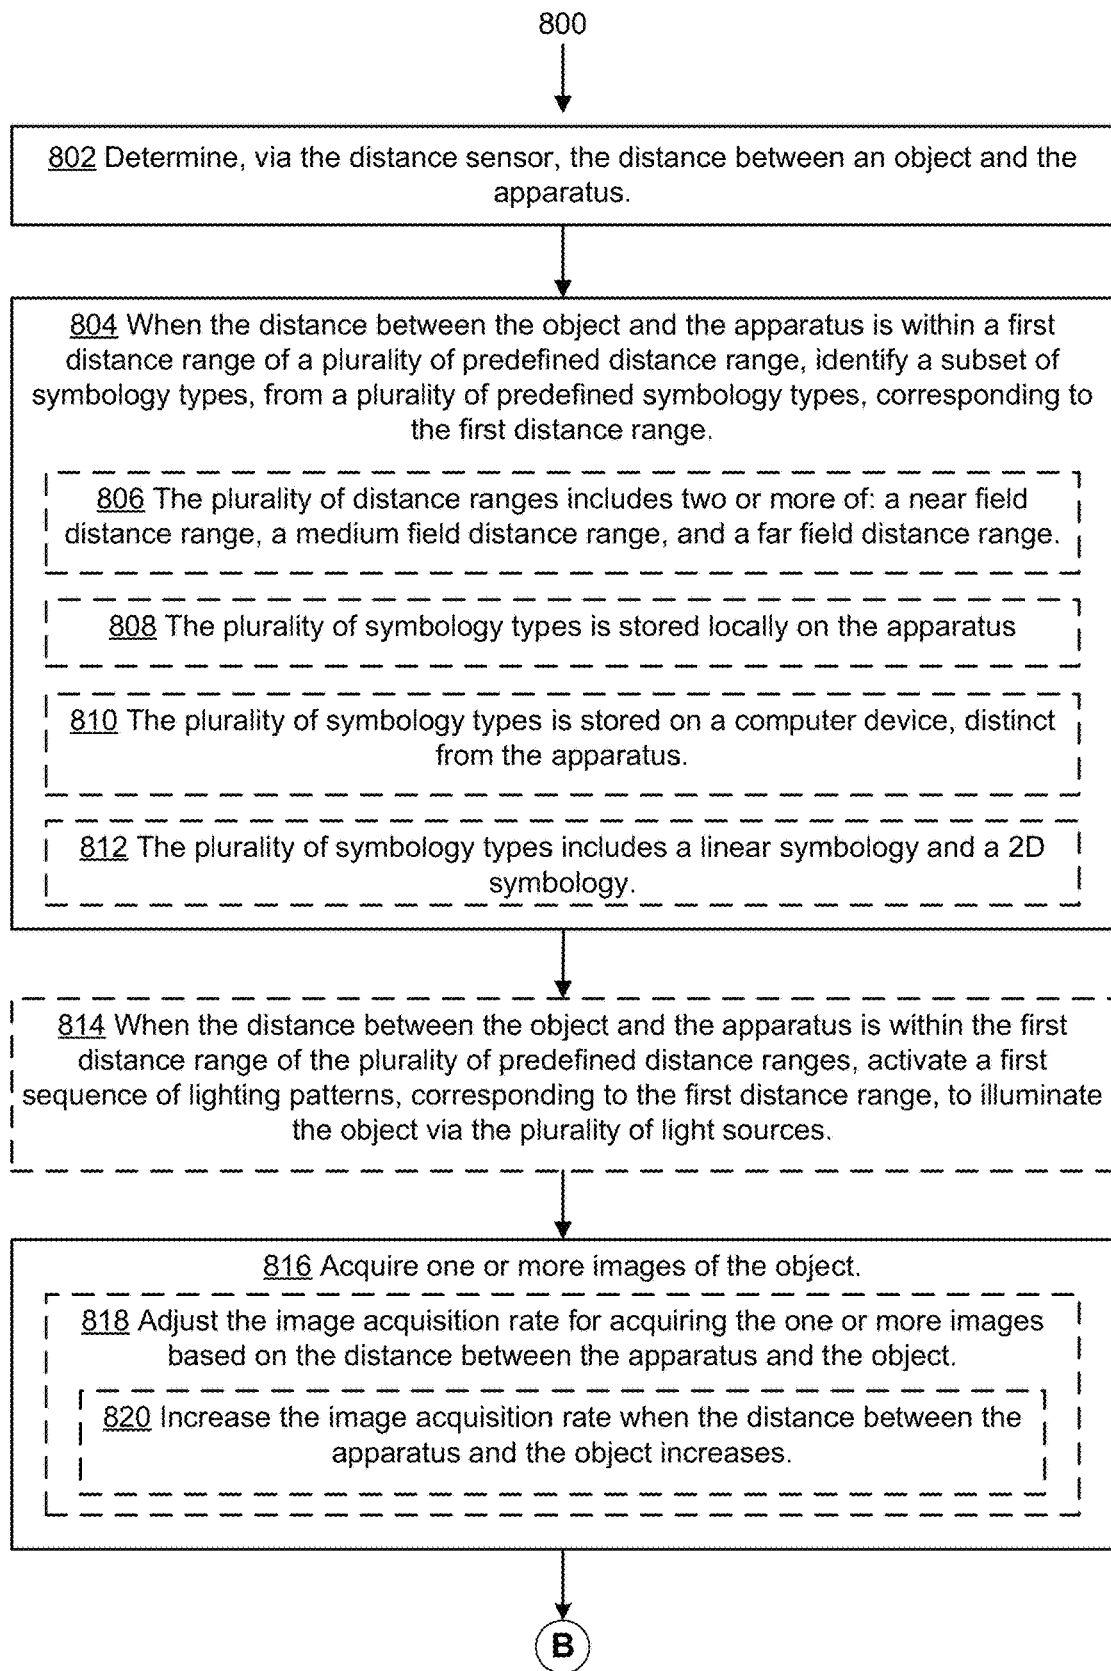 800
802 Determine, via the distance sensor, the distance between an object and the
apparatus.
804 When the distance between the object and the apparatus is within a first
distance range of a plurality of predefined distance range, identify a subset of
symbology types, from a plurality of predefined symbology types, corresponding to
the first distance range.
806 The plurality of distance ranges includes two or more of: a near field
distance range, a medium field distance range, and a far field distance range.
808 The plurality of symbology types is stored locally on the apparatus
810 The plurality of symbology types is stored on a computer device, distinct
from the apparatus.
812 The plurality of symbology types includes a linear symbology and a 2D
symbology.
814 When the distance between the object and the apparatus is within the first
distance range of the plurality of predefined distance ranges, activate a first
sequence of lighting patterns, corresponding to the first distance range, to illuminate
the object via the plurality of light sources.
816 Acquire one or more images of the object.
818 Adjust the image acquisition rate for acquiring the one or more images
based on the distance between the apparatus and the object.
820 Increase the image acquisition rate when the distance between the
apparatus and the object increases.
B